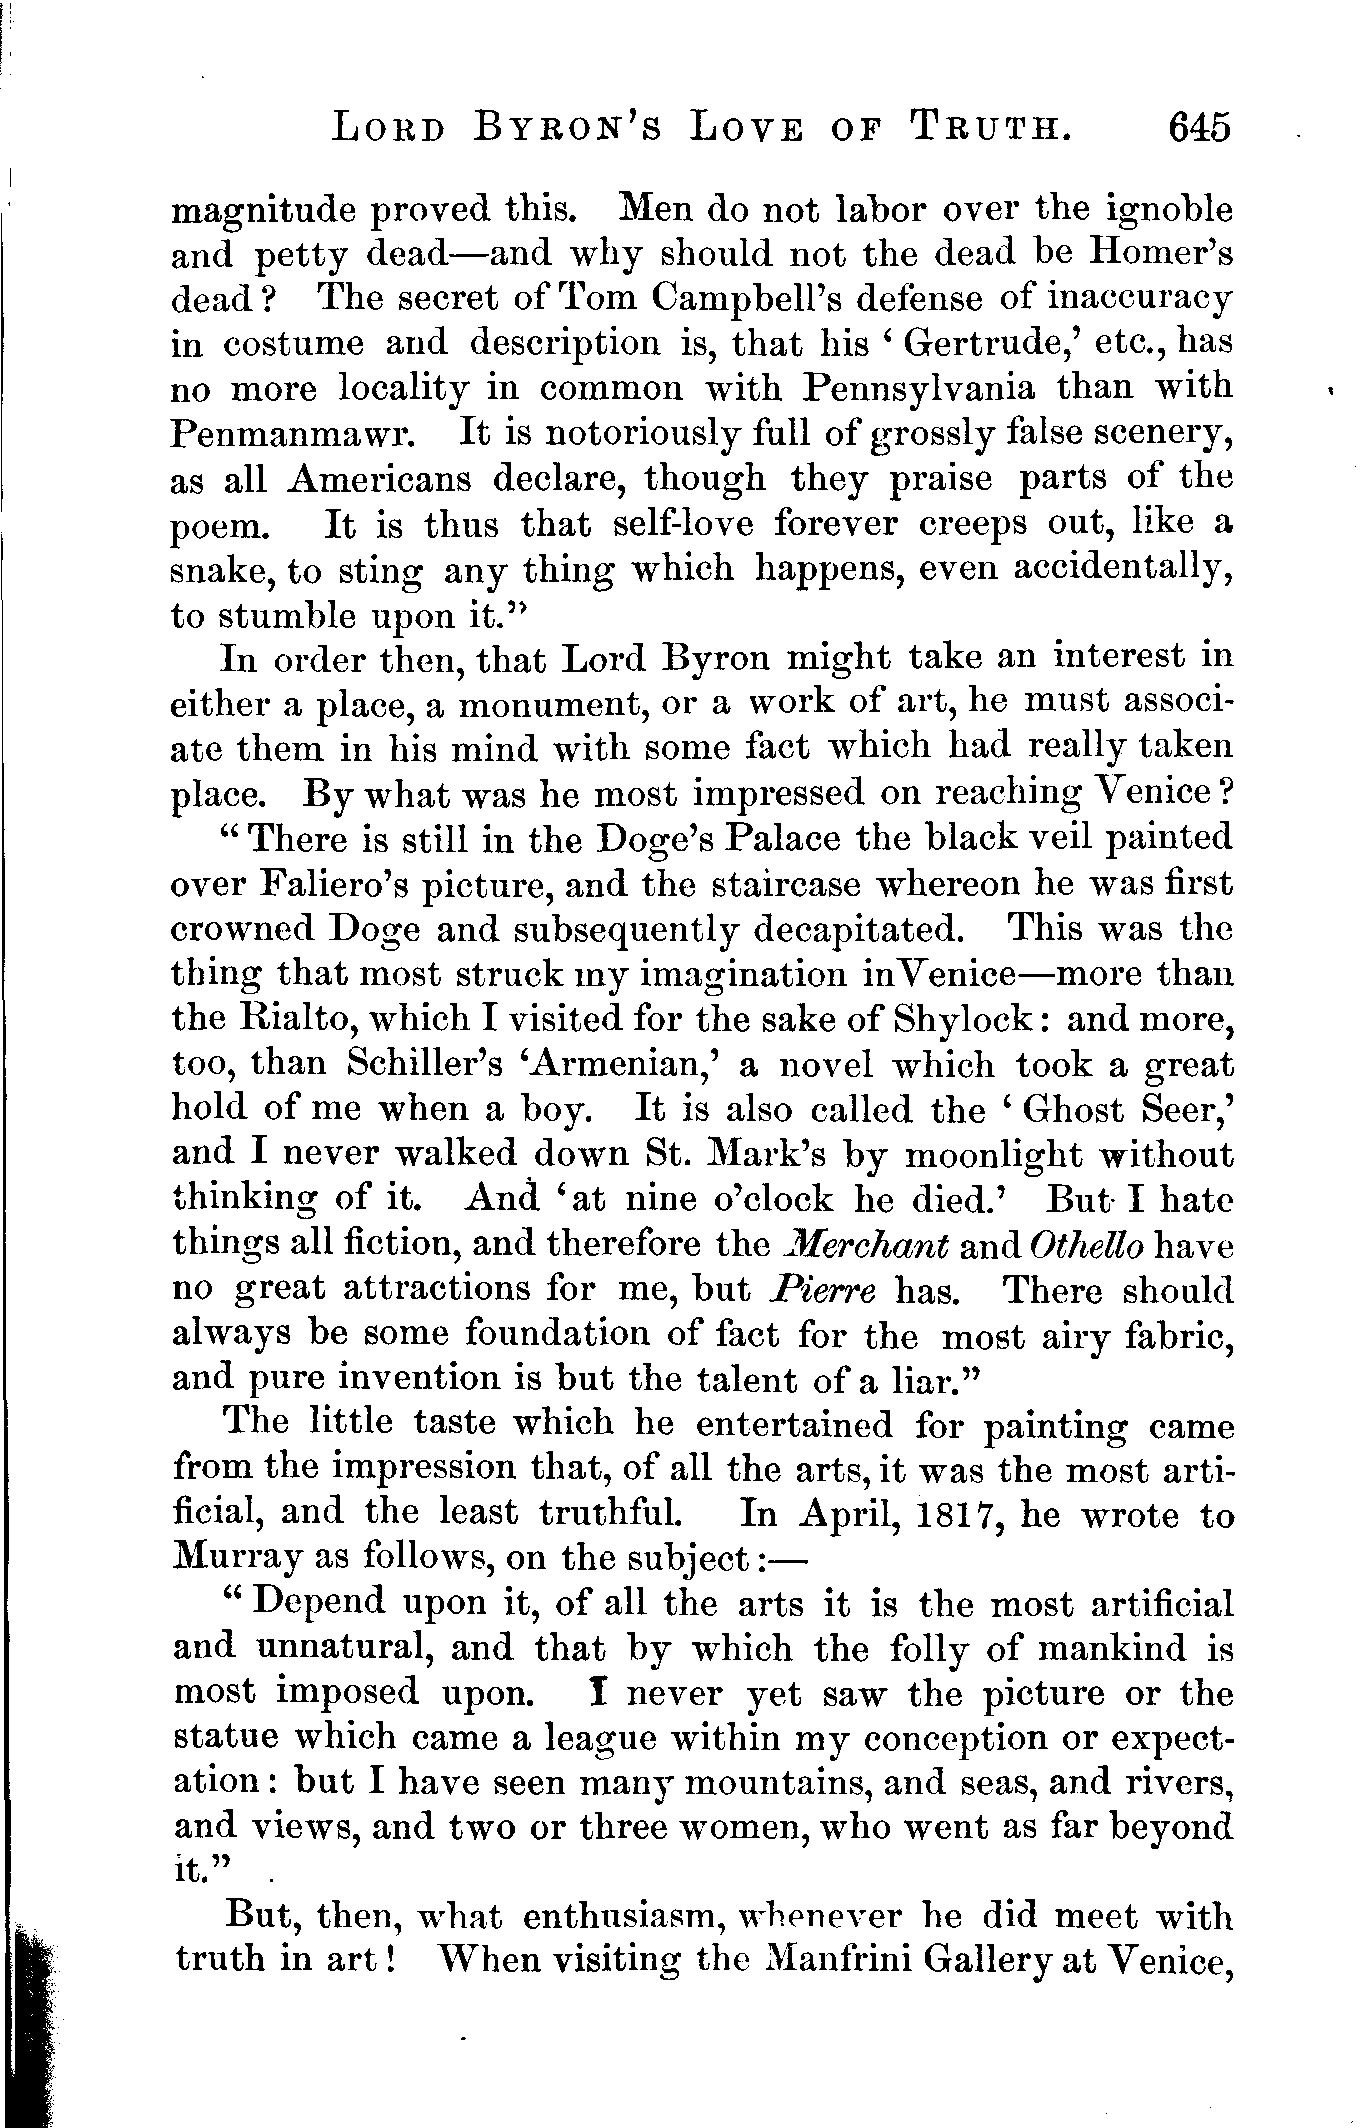 LORD BYRON'S LOVE OF TRUTH. 645
magnitude proved this. Men do not labor over the ignoble
and petty dead—and why should not the dead be Homer's
dead? The secret of Tom Campbell's defense of inaccuracy
in costume and description is, that his ‘ Gertrude,’ etc., has
no more locality in common with Pennsylvania than with
Penmanmawr. It is notoriously full of grossly false scenery,
as all Americans declare, though they praise parts of the
poem. It is thus that self-love forever creeps out, like a
snake, to sting any thing which happens, even accidentally,
to stumble upon it.”
In order then, that Lord Byron might take an interest in
either a place, a monument, or a work of art, he must associ-
ate them in his mind with some fact which had really taken
place. By what was he most impressed on reaching Venice?
“There is still in the Doge's Palace the black veil painted
over Faliero's picture, and the staircase whereon he was first
crowned Doge and subsequently decapitated. This was the
thing that most struck my imagination inVenice—more than
the Rialto, which I visited for the sake of Shylock: and more,
too, than Schiller's ‘Armenian,’ a novel which took a great
hold of me when a boy. It is also called the ‘ Ghost Seer,’
and I never walked down St. Mark's by moonlight without
thinking of it. And ‘at nine o'clock he died.’ But I hate
things all fiction, and therefore the Merchant and Othello have
no great attractions for me, but Pierre has. There should
always be some foundation of fact for the most airy fabric,
and pure invention is but the talent of a liar.”
The little taste which he entertained for painting came
from the impression that, of all the arts, it was the most arti-
ficial, and the least truthful. In April, 1817, he wrote to
Murray as follows, on the subject:—
“ Depend upon it, of all the arts it is the most artificial
and unnatural, and that by which the folly of mankind is
most imposed upon. I never yet saw the picture or the
statue which came a league within my conception or expect-
ation: but I have seen many mountains, and seas, and rivers,
and views, and two or three women, who went as far beyond
it.”
But, then, what enthusiasm, whenever he did meet with
truth in art! When visiting the Manfrini Gallery at Venice,